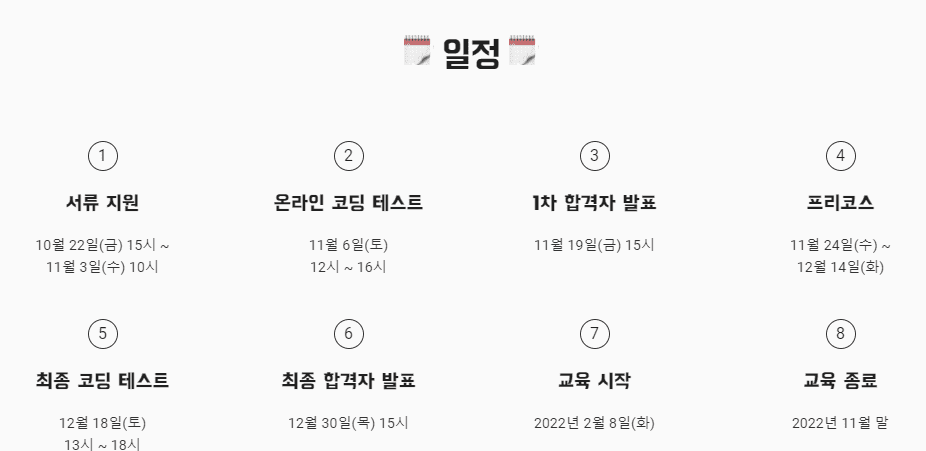 일정
1
서류 지원
10월 22일(금) 15시 ~
11월 3일(수) 10시
2
온라인 코딩 테스트
11월 6일(토)
12시 ~ 16시
3
1차 합격자 발표
11월 19일(금) 15시
4
프리코스
11월 24일(수) ~
12월 14일(화)
5
최종 코딩 테스트
12월 18일(토)
13시 ~ 18시
6
최종 합격자 발표
12월 30일(목) 15시
7
교육 시작
2022년 2월 8일(화)
8
교육 종료
2022년 11월 말